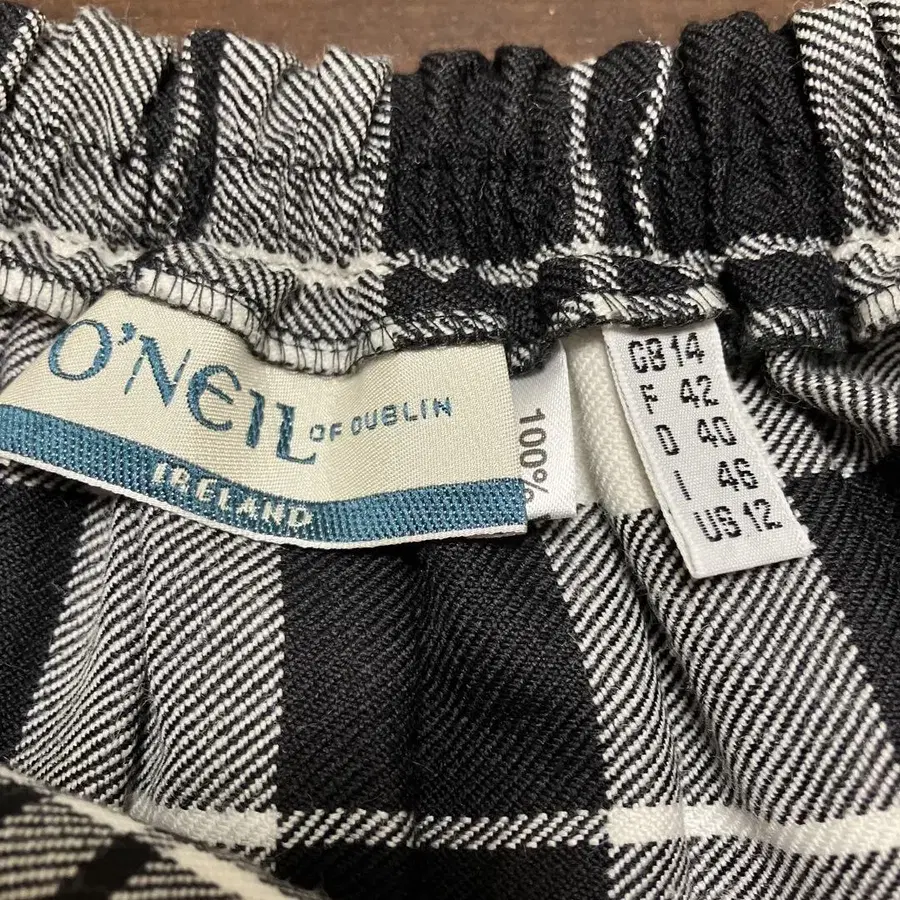 O'NEIL OF DUBLIN
IRELAND
100%
GB 14
F 42
D 40
I 46
US 12